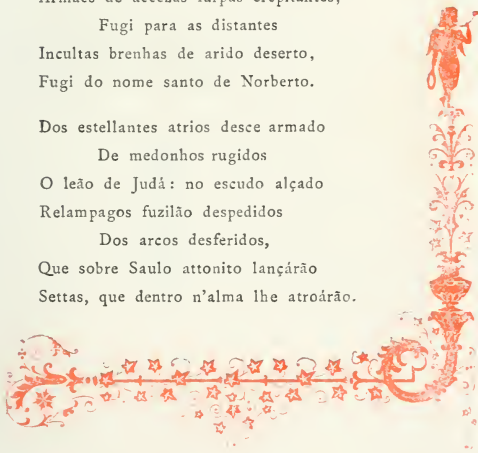 Fugi para as distantes
Incultas brenhas de arido deserto,
Fugi do nome santo de Norberto.
Dos estellantes atrios desce armado
De medonhos rugidos
O leão de Judá: no escudo alçado
Relampagos fuzilão despedidos
Dos arcos desferidos,
Que sobre Saulo attonito lançárão
Settas, que dentro n'alma lhe atroárão.